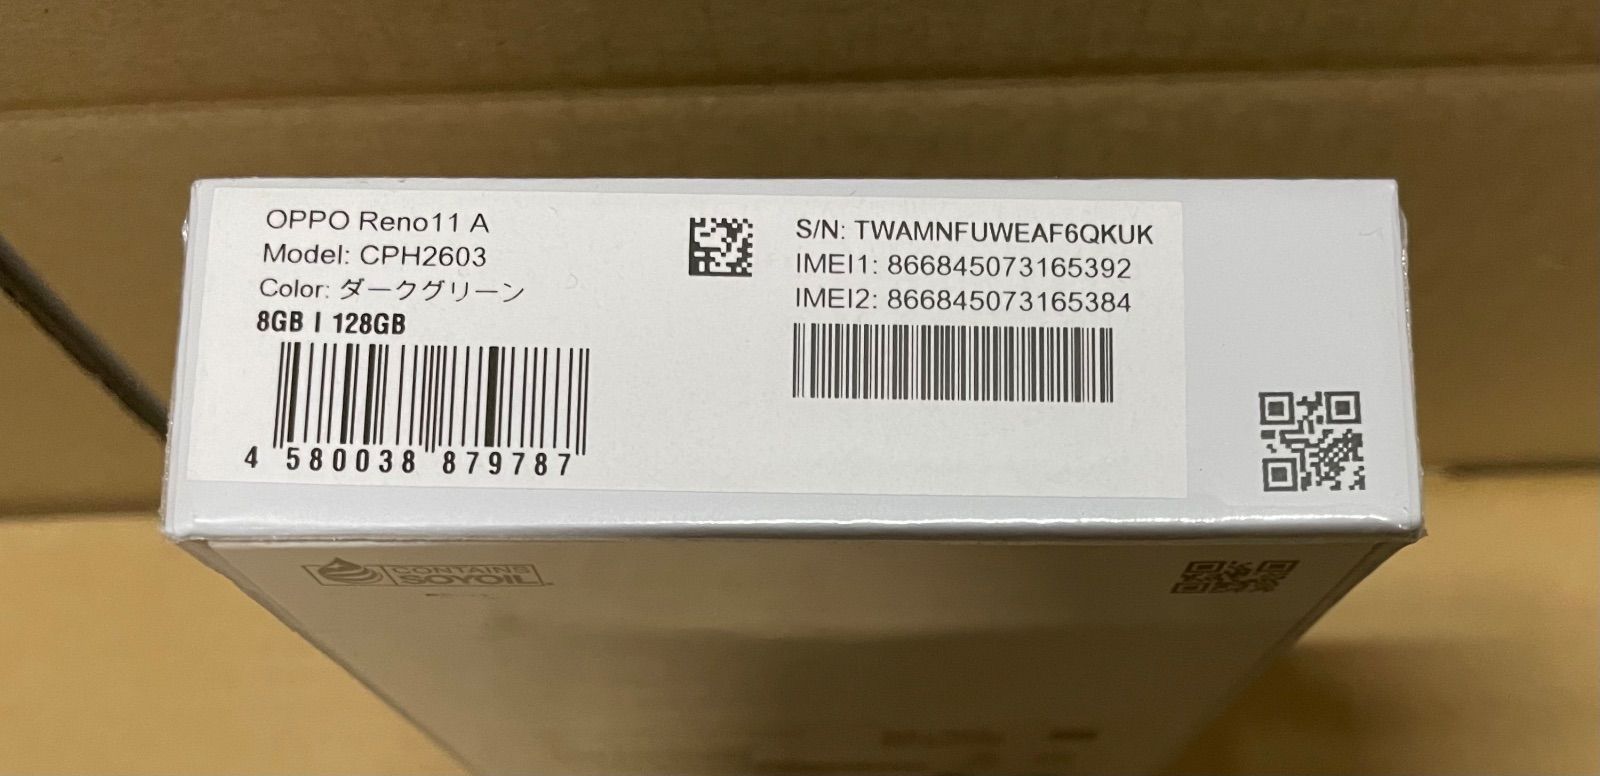 OPPO Reno11 A
Model: CPH2603
Color: ダークグリーン
8GB | 128GB
4 580038 879787
S/N: TWAMNFUWEAF6QKUK
IMEI1: 866845073165392
IMEI2: 866845073165384
CONTAINS
SOYOIL